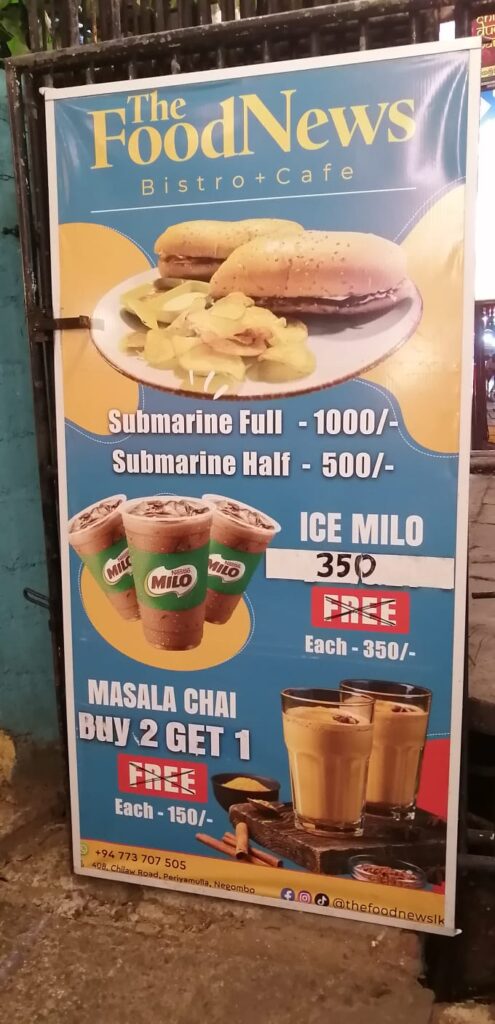 The
FoodNews
Bistro+Cafe
Submarine Full - 1000/-
Submarine Half - 500/-
ICE MILO
350
FREE
Each - 350/-
NESTLÉ
MILO
MILO
MILO
MASALA CHAI
BUY 2 GET 1
FREE
Each - 150/-
+94 773 707 505
408, Chilaw Road, Periyamulla, Negombo
@thefoodnewslk